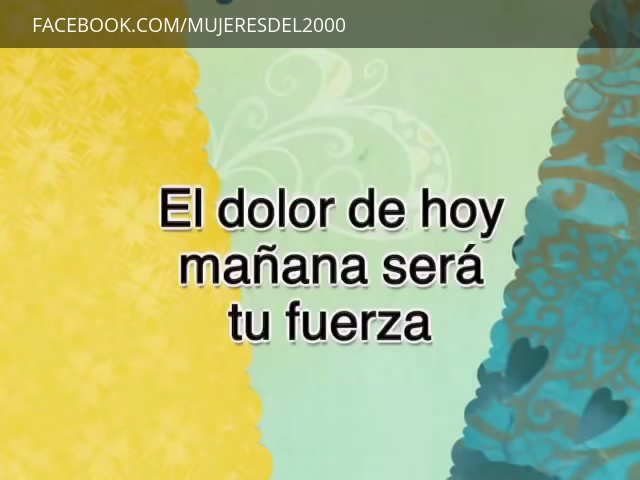 FACEBOOK.COM/MUJERESDEL2000
El dolor de hoy
mañana será
tu fuerza